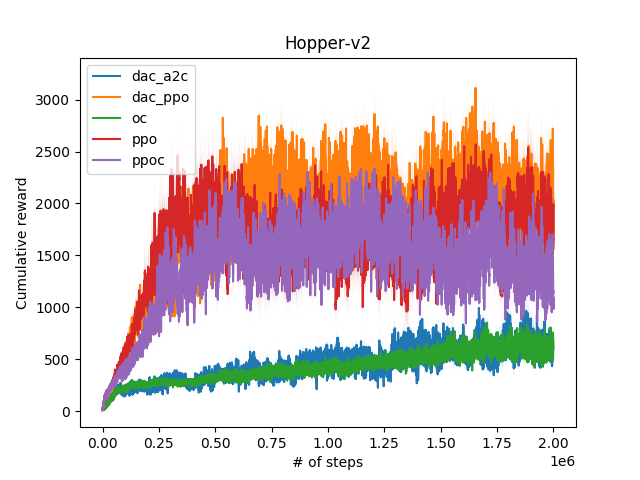 Hopper-v2
dac_a2c
dac_ppo
oc
ppo
ppoc
Cumulative reward
3000
2500
2000
1500
1000
500
0
0.00 0.25 0.50 0.75 1.00 1.25 1.50 1.75 2.00
# of steps
1e6